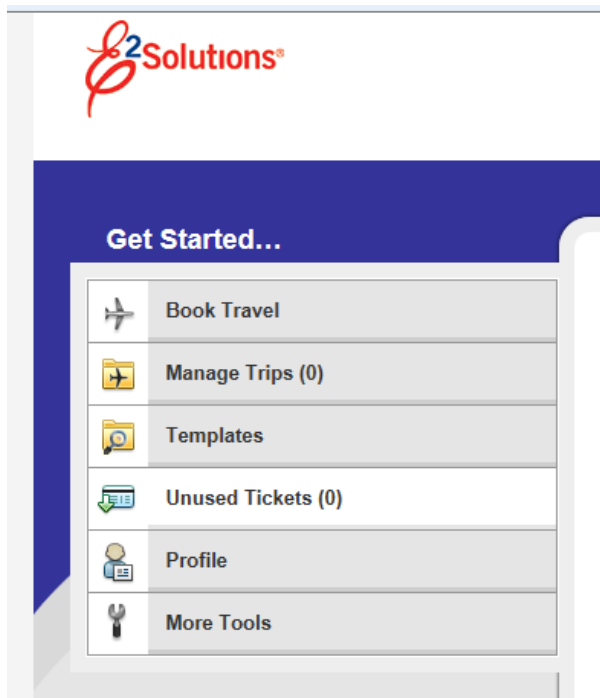 E2Solutions®
Get Started...
Book Travel
Manage Trips (0)
Templates
Unused Tickets (0)
Profile
More Tools